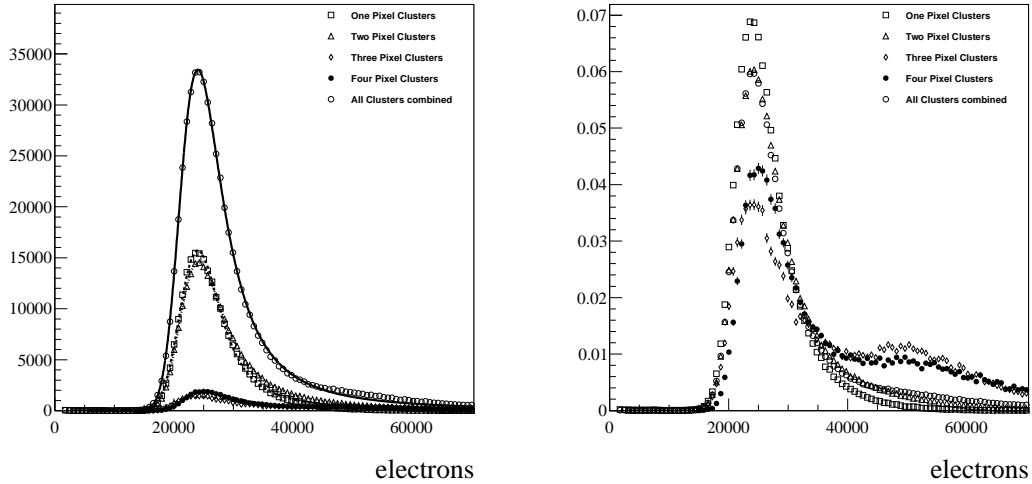 One Pixel Clusters
Two Pixel Clusters
Three Pixel Clusters
Four Pixel Clusters
All Clusters combined
35000
30000
25000
20000
15000
10000
5000
0
0
20000
40000
60000
electrons
One Pixel Clusters
Two Pixel Clusters
Three Pixel Clusters
Four Pixel Clusters
All Clusters combined
0.07
0.06
0.05
0.04
0.03
0.02
0.01
0
0
20000
40000
60000
electrons